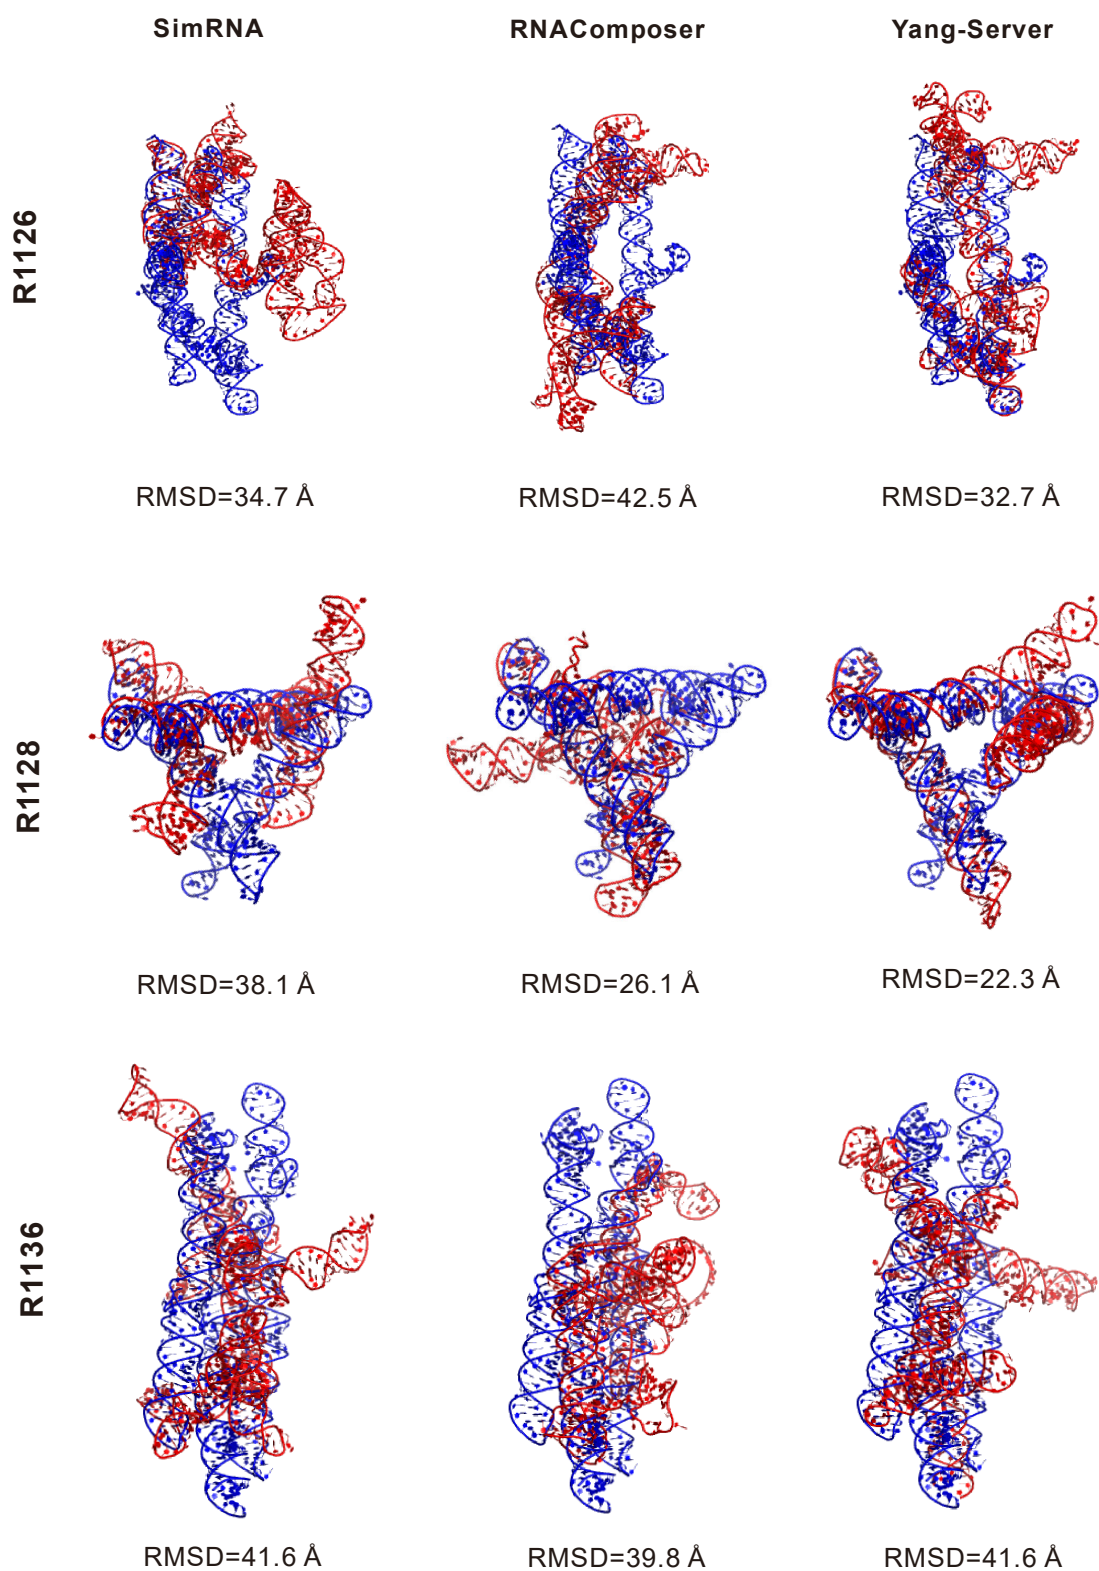 SimRNA RNAComposer Yang-Server
R1126
RMSD=34.7 Å RMSD=42.5 Å RMSD=32.7 Å
R1128
RMSD=38.1 Å RMSD=26.1 Å RMSD=22.3 Å
R1136
RMSD=41.6 Å RMSD=39.8 Å RMSD=41.6 Å